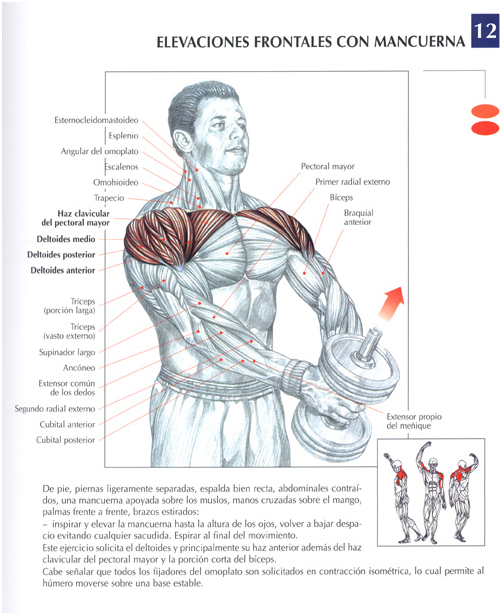 ELEVACIONES FRONTALES CON MANCUERNA 12
Esternocleidomastoideo
Esplenio
Angular del omoplato
Escalenos
Omohioideo
Trapecio
Haz clavicular
del pectoral mayor
Deltoides medio
Deltoides posterior
Deltoides anterior
Tríceps
(porción larga)
Tríceps
(vasto externo)
Supinador largo
Ancóneo
Extensor común
de los dedos
Segundo radial externo
Cubital anterior
Cubital posterior
Pectoral mayor
Primer radial externo
Bíceps
Braquial
anterior
Extensor propio
del meñique
De pie, piernas ligeramente separadas, espalda bien recta, abdominales contraí-
dos, una mancuerna apoyada sobre los muslos, manos cruzadas sobre el mango,
palmas frente a frente, brazos estirados:
– inspirar y elevar la mancuerna hasta la altura de los ojos, volver a bajar despa-
cio evitando cualquier sacudida. Espirar al final del movimiento.
Este ejercicio solicita el deltoides y principalmente su haz anterior además del haz
clavicular del pectoral mayor y la porción corta del bíceps.
Cabe señalar que todos los fijadores del omoplato son solicitados en contracción isométrica, lo cual permite al
húmero moverse sobre una base estable.